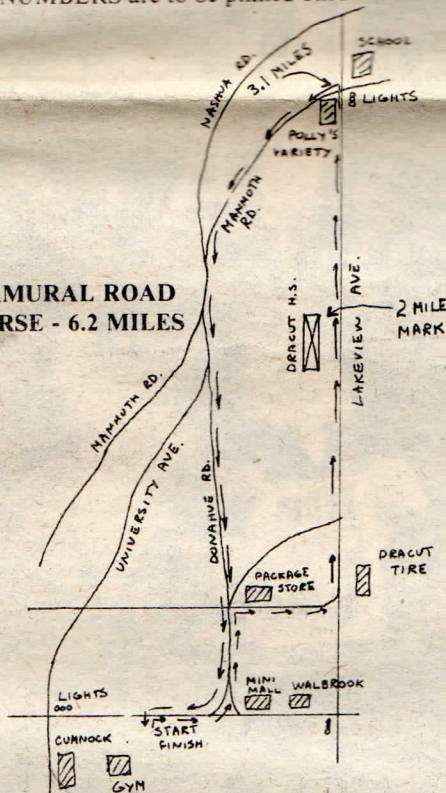 NUMBERS are to be pinned
SCHOOL
NASHUA RD.
3.1 MILES
8 LIGHTS
POLLY'S
VARIETY
MAMMOTH
RD.
MURAL ROAD
RSE - 6.2 MILES
DRACUT H.S.
LAKEVIEW AVE.
2 MILE
MARK
MAMMOTH RD.
UNIVERSITY AVE.
DONAHUE RD.
PACKAGE
STORE
DRACUT
TIRE
MINI
MALL
WALBROOK
LIGHTS
START
FINISH
8
CUMNOCK
GYM